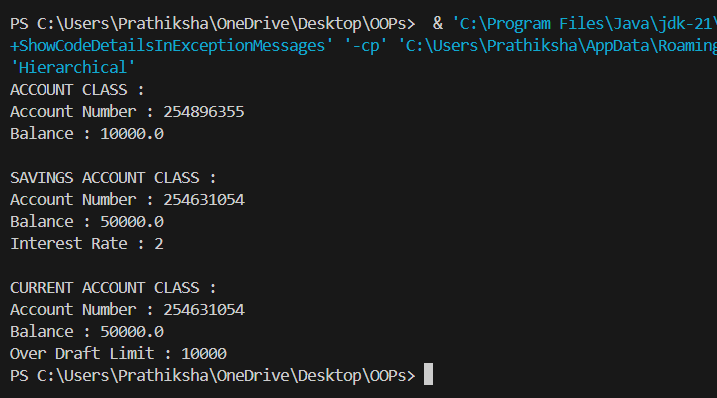 PS C:\Users\Prathiksha\OneDrive\Desktop\OOPs>  & 'C:\Program Files\Java\jdk-21\
+ShowCodeDetailsInExceptionMessages' '-cp' 'C:\Users\Prathiksha\AppData\Roaming
'Hierarchical'
ACCOUNT CLASS :
Account Number : 254896355
Balance : 10000.0

SAVINGS ACCOUNT CLASS :
Account Number : 254631054
Balance : 50000.0
Interest Rate : 2

CURRENT ACCOUNT CLASS :
Account Number : 254631054
Balance : 50000.0
Over Draft Limit : 10000
PS C:\Users\Prathiksha\OneDrive\Desktop\OOPs>